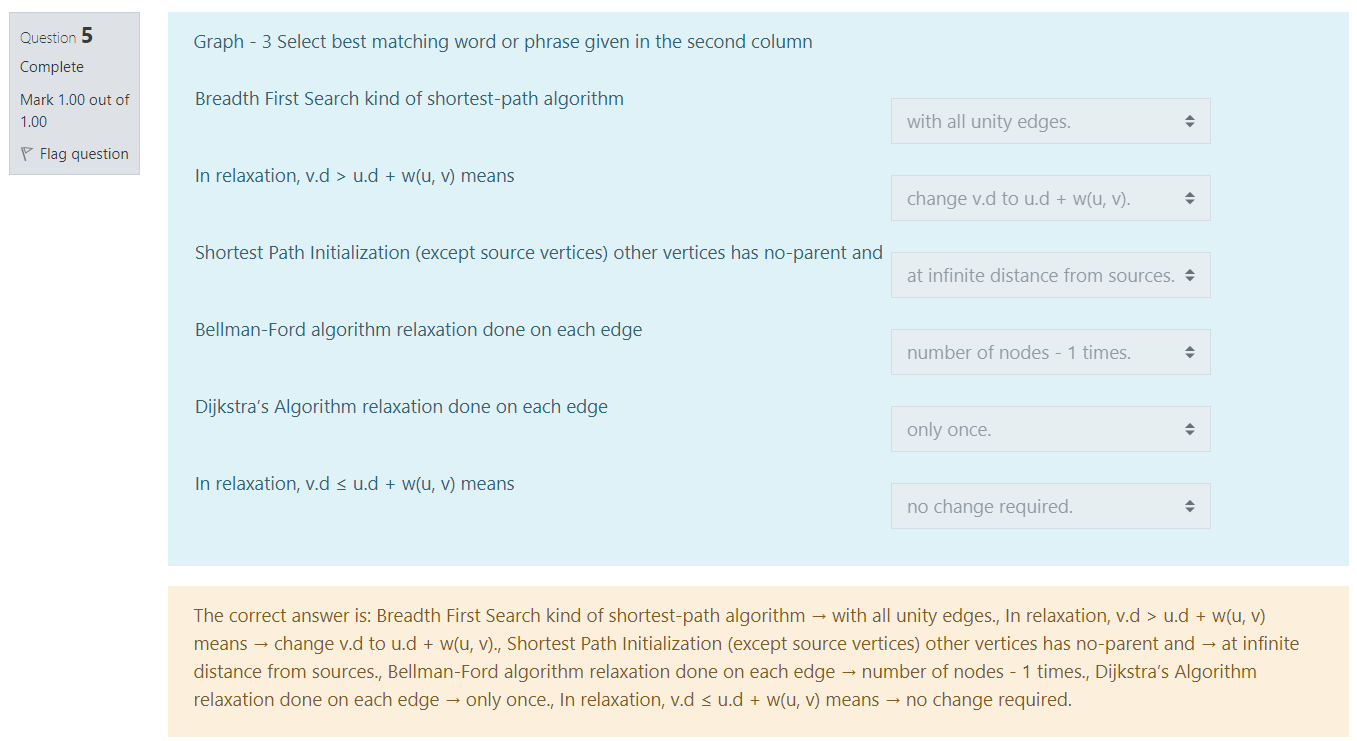 Question 5
Complete
Mark 1.00 out of
1.00
Flag question
Graph - 3 Select best matching word or phrase given in the second column
Breadth First Search kind of shortest-path algorithm
with all unity edges.
In relaxation, v.d > u.d + w(u, v) means
change v.d to u.d + w(u, v).
Shortest Path Initialization (except source vertices) other vertices has no-parent and
at infinite distance from sources.
Bellman-Ford algorithm relaxation done on each edge
number of nodes - 1 times.
Dijkstra’s Algorithm relaxation done on each edge
only once.
In relaxation, v.d ≤ u.d + w(u, v) means
no change required.
The correct answer is: Breadth First Search kind of shortest-path algorithm → with all unity edges., In relaxation, v.d > u.d + w(u, v)
means → change v.d to u.d + w(u, v)., Shortest Path Initialization (except source vertices) other vertices has no-parent and → at infinite
distance from sources., Bellman-Ford algorithm relaxation done on each edge → number of nodes - 1 times., Dijkstra’s Algorithm
relaxation done on each edge → only once., In relaxation, v.d ≤ u.d + w(u, v) means → no change required.